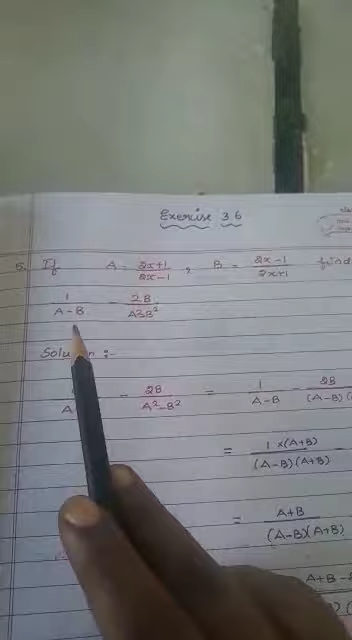 Exercise 3.6
5. If A = 2x+1/2x-1 , B = 2x-1/2x+1 find
1/A-B - 2B/A²-B²
Solution :-
- 2B/A²-B² = 1/A-B - 2B/(A-B)(
= 1×(A+B)/(A-B)(A+B) -
= A+B/(A-B)(A+B)
A+B-